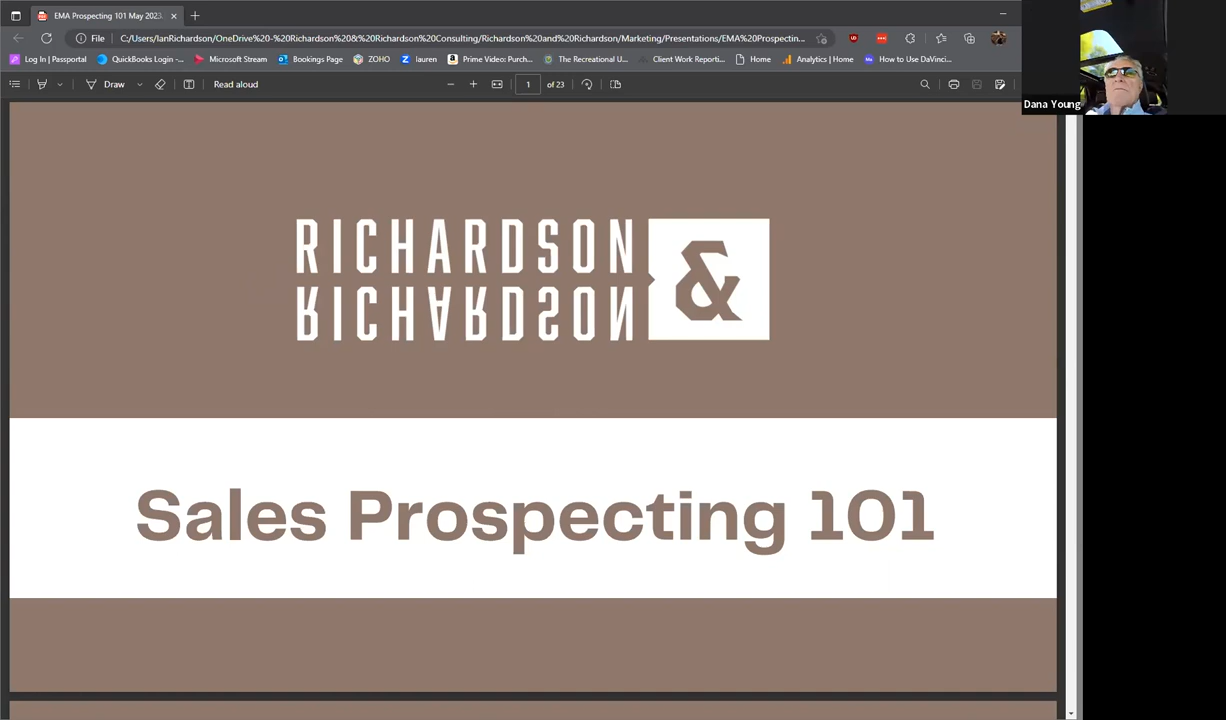 EMA Prospecting 101 May 2023.
File
C:/Users/IanRichardson/OneDrive%20-%20Richardson%20&%20Richardson%20Consulting/Richardson%20and%20Richardson/Marketing/Presentations/EMA%20Prospectin...
Log In | Passportal
QuickBooks Login -...
Microsoft Stream
Bookings Page
ZOHO
lauren
Prime Video: Purch...
The Recreational U...
Client Work Reporti...
Home
Analytics | Home
How to Use DaVinci...
Draw
Read aloud
1 of 23
Dana Young
RICHARDSON &
RICHARDSON
Sales Prospecting 101